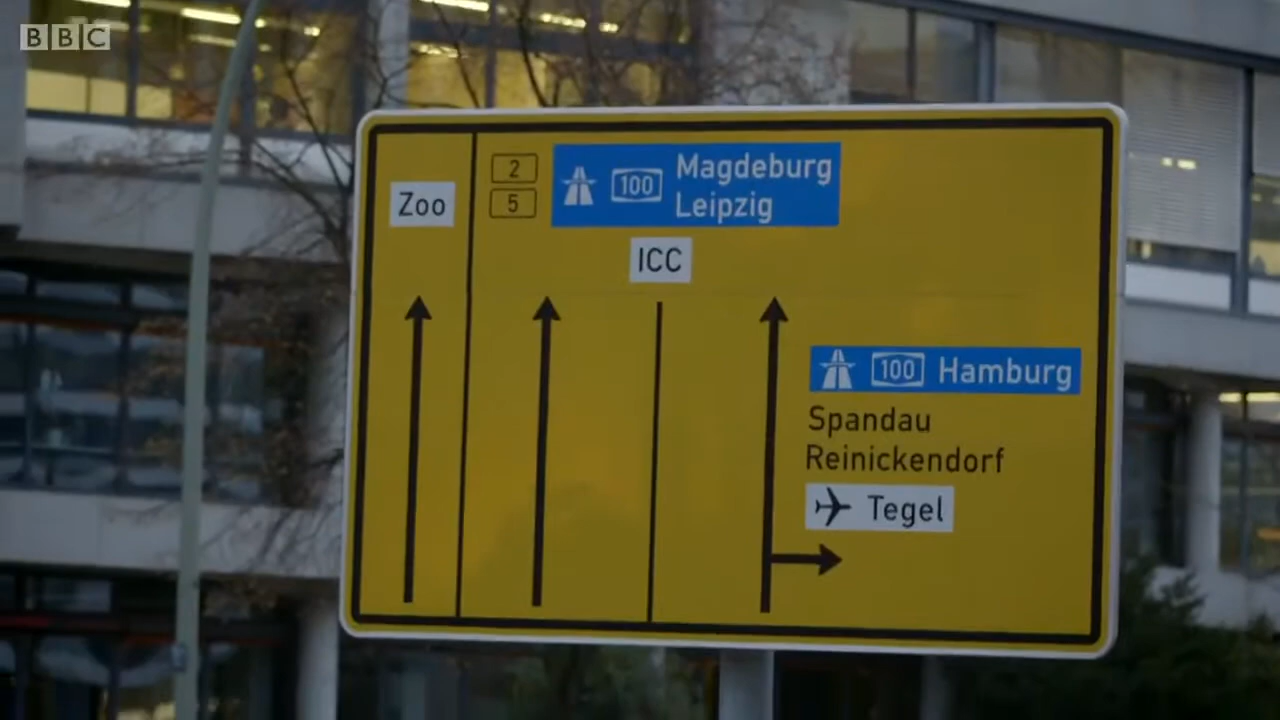 BBC
Zoo
2
5
100
Magdeburg
Leipzig
ICC
100 Hamburg
Spandau
Reinickendorf
Tegel